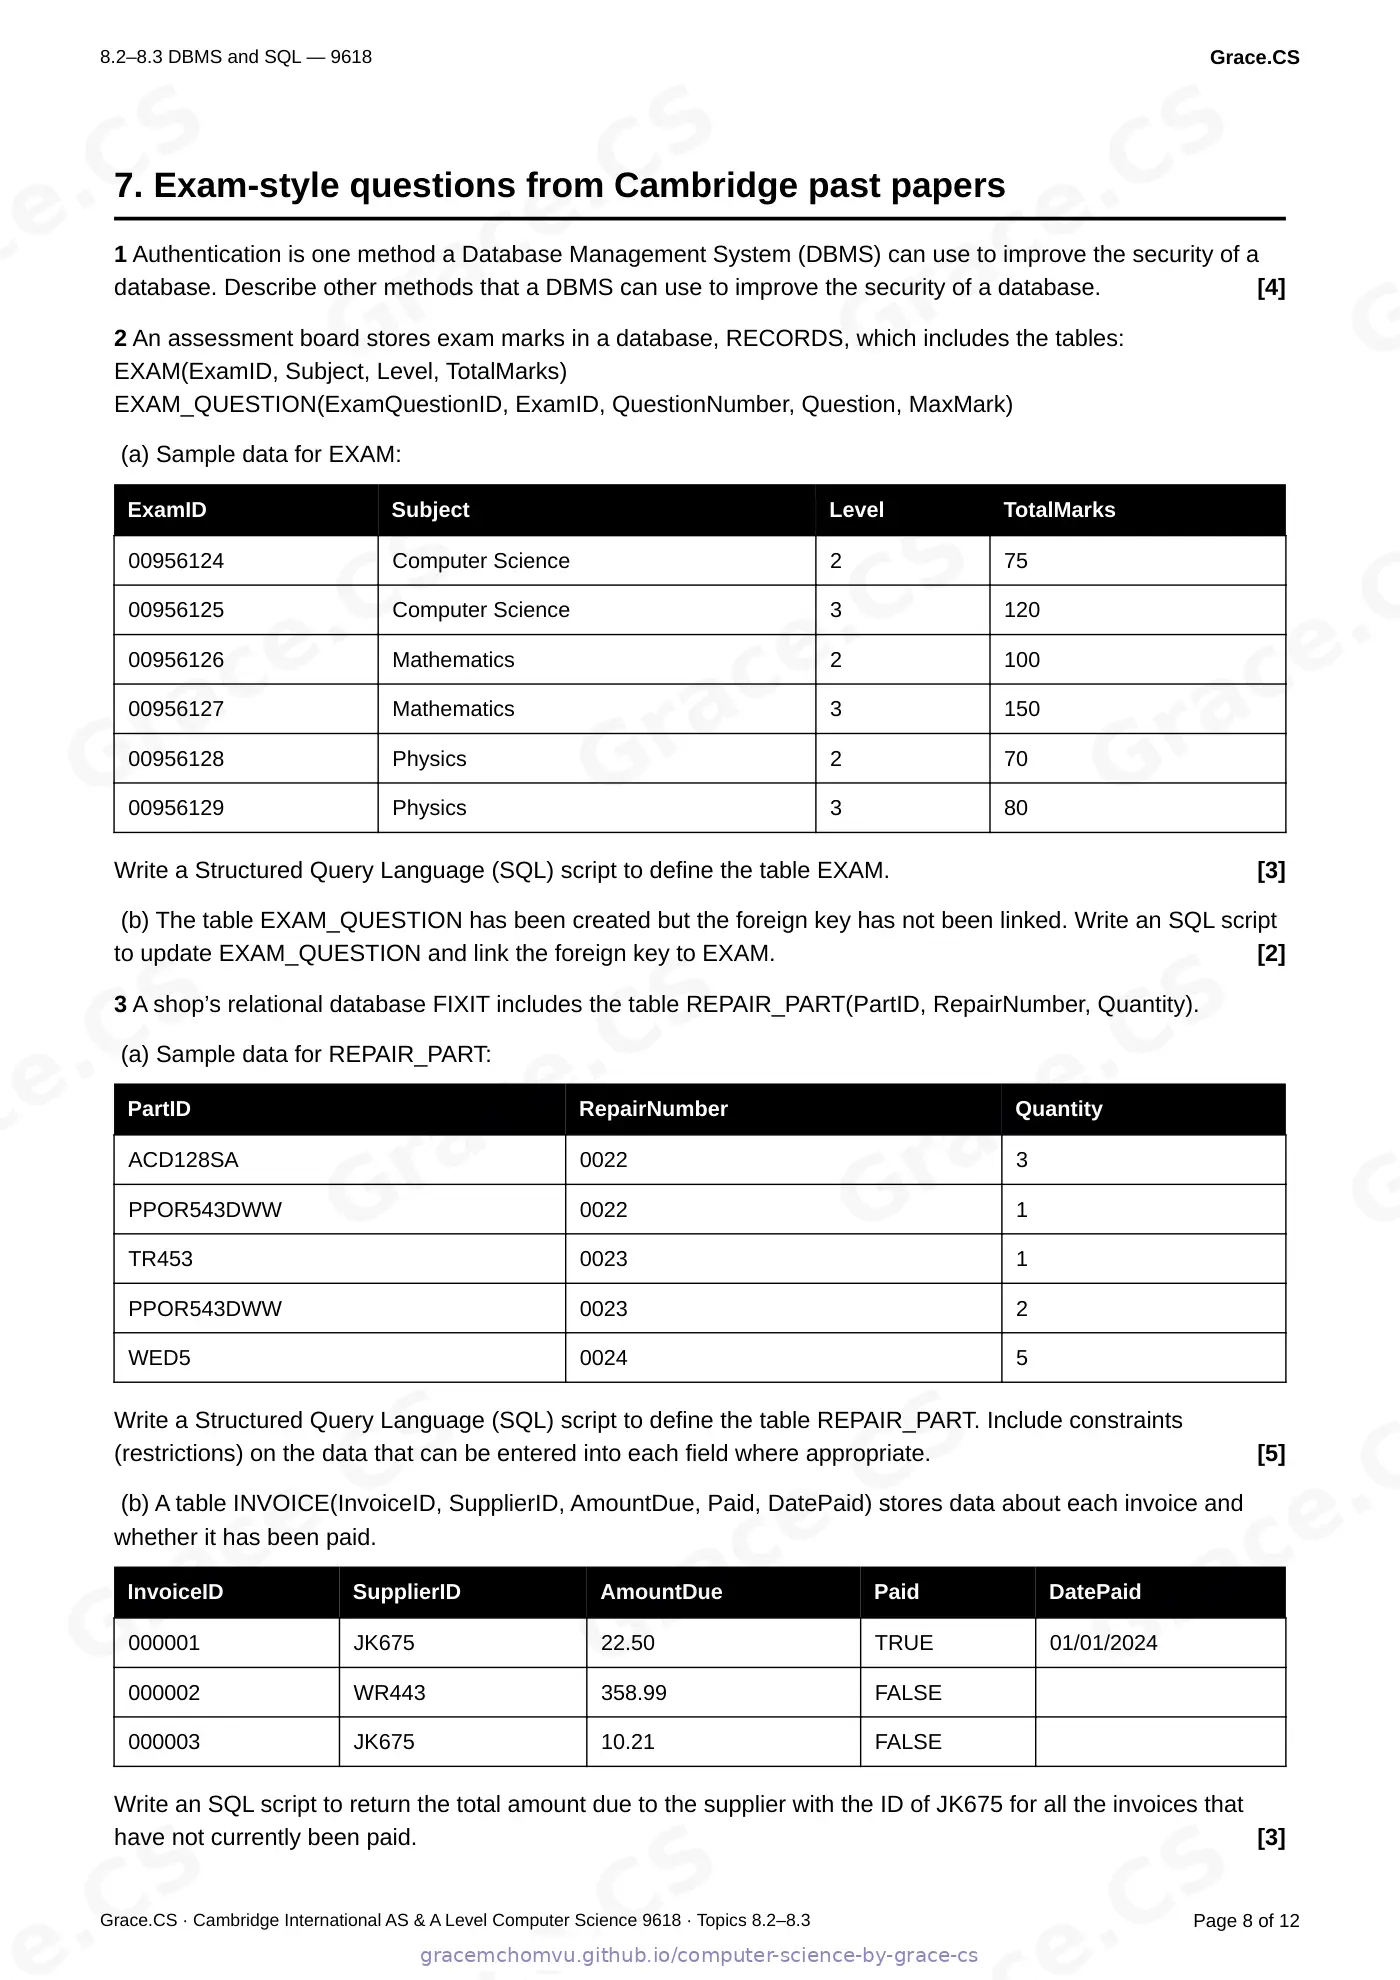 8.2–8.3 DBMS and SQL — 9618 Grace.CS
7. Exam-style questions from Cambridge past papers
1 Authentication is one method a Database Management System (DBMS) can use to improve the security of a
database. Describe other methods that a DBMS can use to improve the security of a database. [4]
2 An assessment board stores exam marks in a database, RECORDS, which includes the tables:
EXAM(ExamID, Subject, Level, TotalMarks)
EXAM_QUESTION(ExamQuestionID, ExamID, QuestionNumber, Question, MaxMark)
(a) Sample data for EXAM:
ExamID Subject Level TotalMarks
00956124 Computer Science 2 75
00956125 Computer Science 3 120
00956126 Mathematics 2 100
00956127 Mathematics 3 150
00956128 Physics 2 70
00956129 Physics 3 80
Write a Structured Query Language (SQL) script to define the table EXAM. [3]
(b) The table EXAM_QUESTION has been created but the foreign key has not been linked. Write an SQL script
to update EXAM_QUESTION and link the foreign key to EXAM. [2]
3 A shop’s relational database FIXIT includes the table REPAIR_PART(PartID, RepairNumber, Quantity).
(a) Sample data for REPAIR_PART:
PartID RepairNumber Quantity
ACD128SA 0022 3
PPOR543DWW 0022 1
TR453 0023 1
PPOR543DWW 0023 2
WED5 0024 5
Write a Structured Query Language (SQL) script to define the table REPAIR_PART. Include constraints
(restrictions) on the data that can be entered into each field where appropriate. [5]
(b) A table INVOICE(InvoiceID, SupplierID, AmountDue, Paid, DatePaid) stores data about each invoice and
whether it has been paid.
InvoiceID SupplierID AmountDue Paid DatePaid
000001 JK675 22.50 TRUE 01/01/2024
000002 WR443 358.99 FALSE
000003 JK675 10.21 FALSE
Write an SQL script to return the total amount due to the supplier with the ID of JK675 for all the invoices that
have not currently been paid. [3]
Grace.CS · Cambridge International AS & A Level Computer Science 9618 · Topics 8.2–8.3 Page 8 of 12
gracemchomvu.github.io/computer-science-by-grace-cs